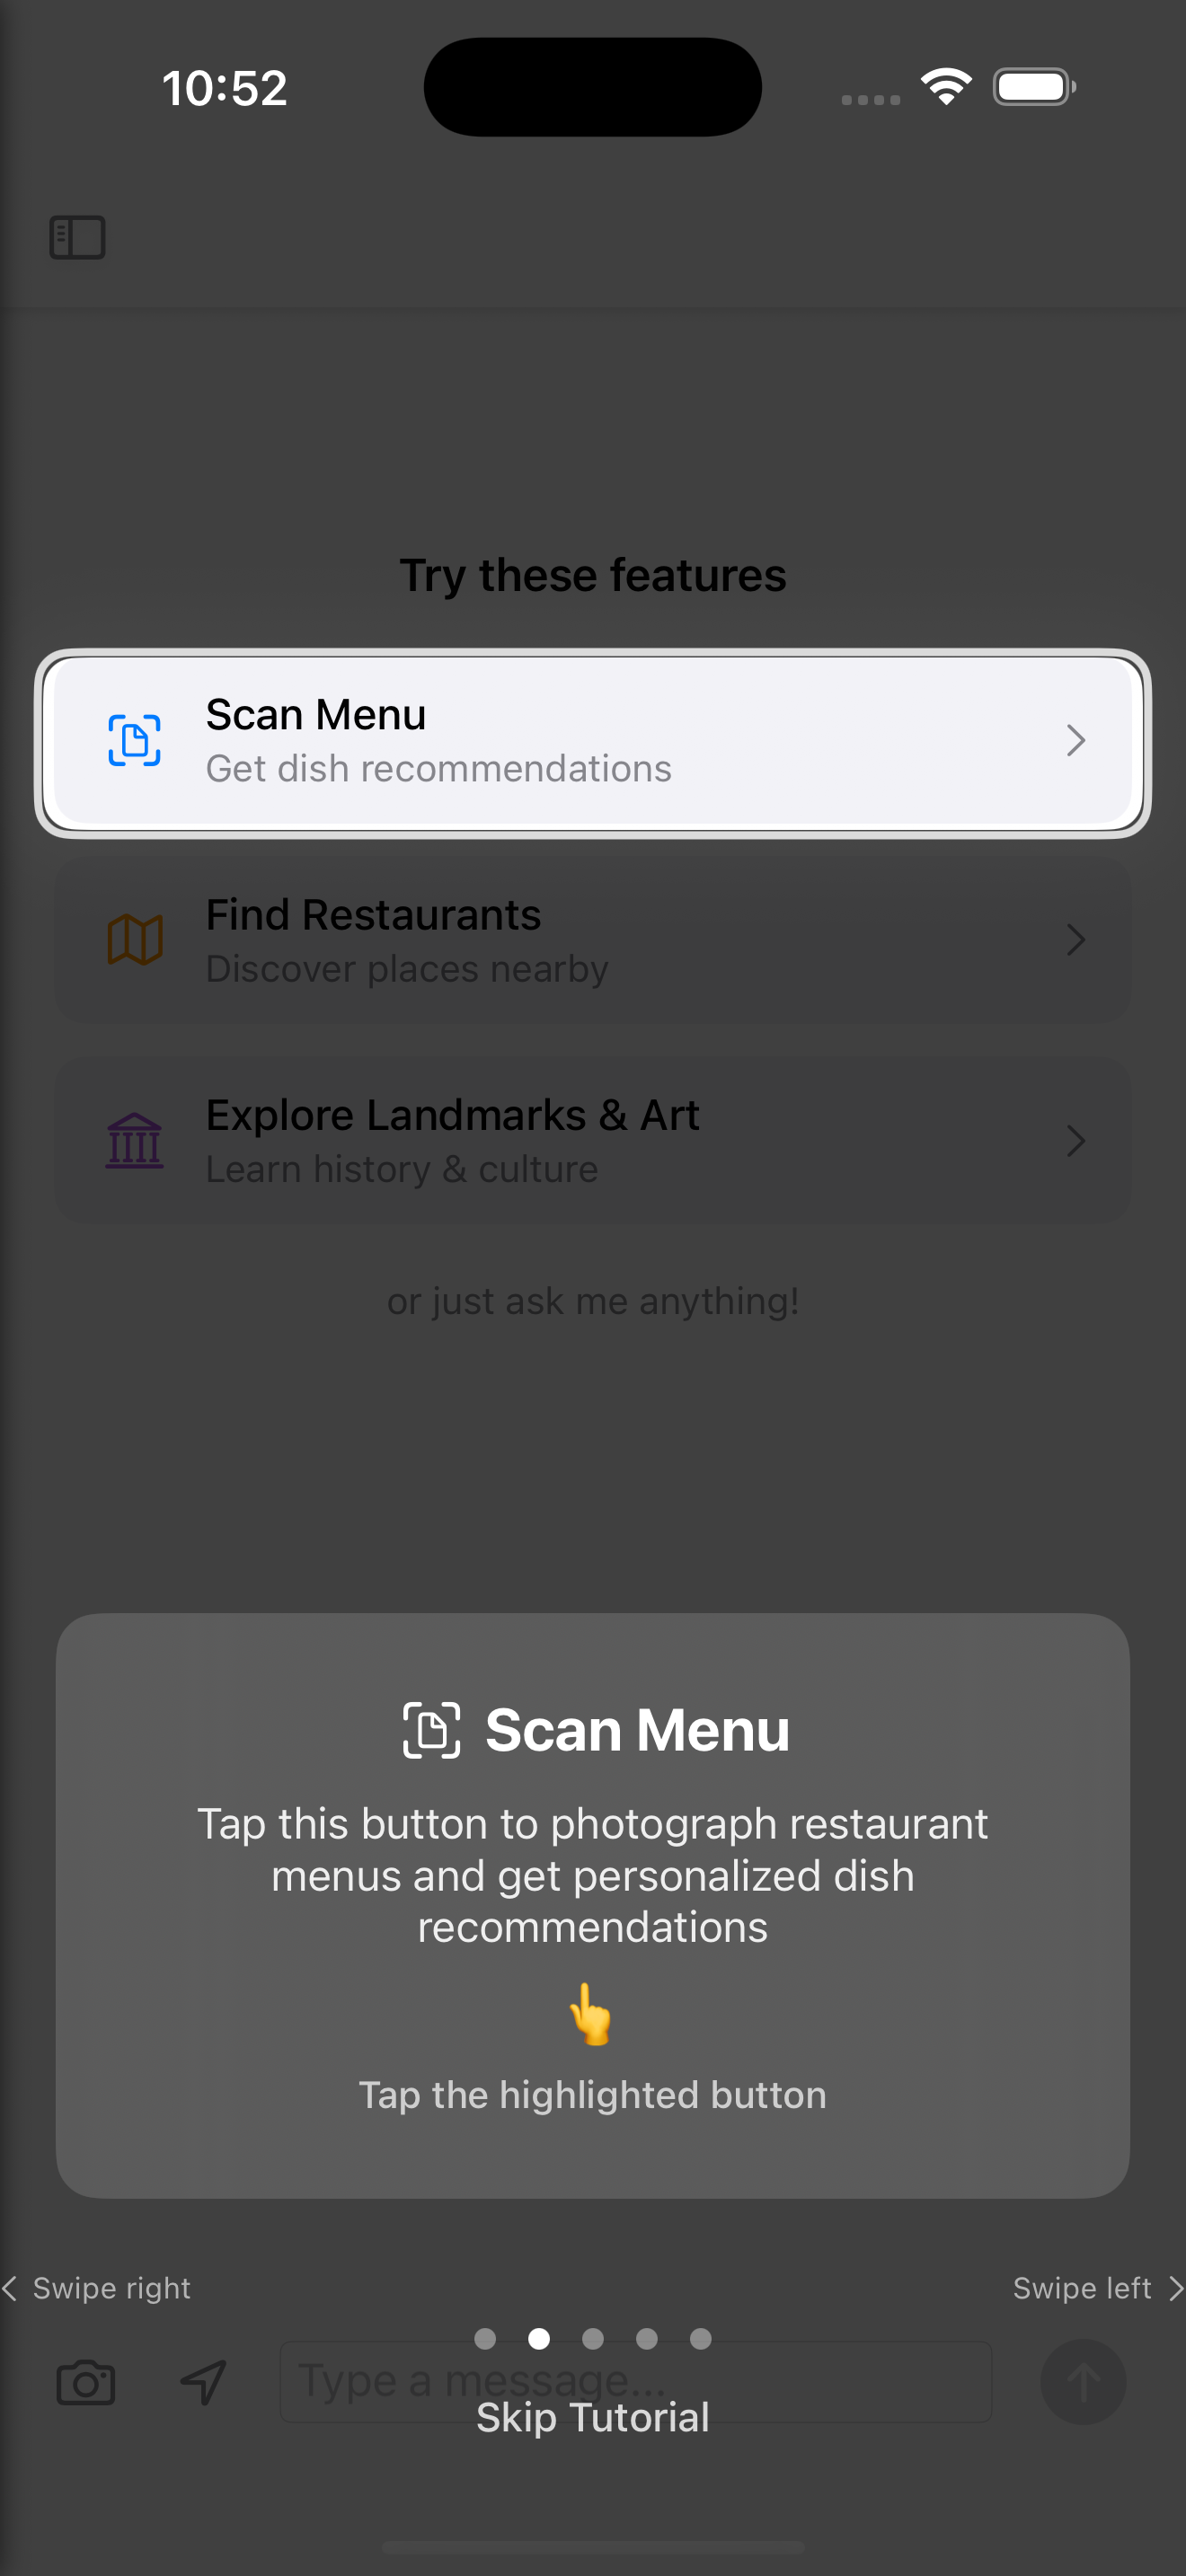 10:52
Try these features
Scan Menu
Get dish recommendations
Find Restaurants
Discover places nearby
Explore Landmarks & Art
Learn history & culture
or just ask me anything!
Scan Menu
Tap this button to photograph restaurant
menus and get personalized dish
recommendations
Tap the highlighted button
Swipe right
Swipe left
Type a message...
Skip Tutorial